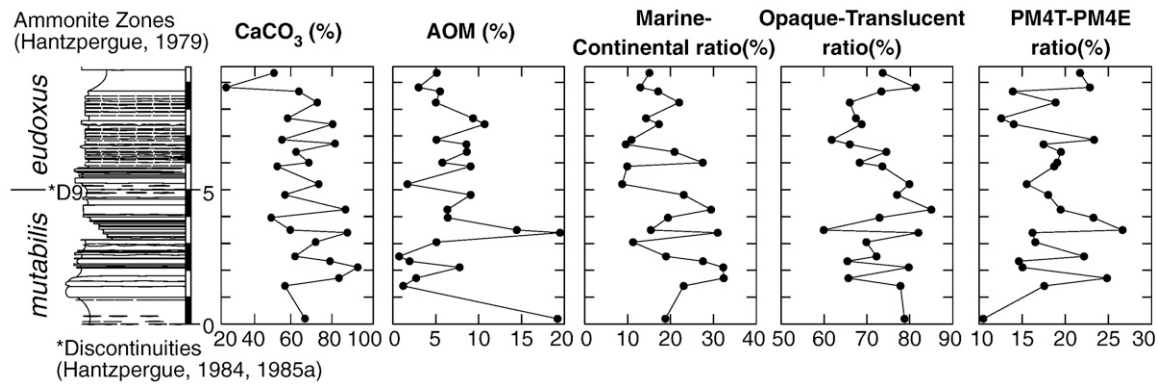 Ammonite Zones
(Hantzpergue, 1979)
CaCO3 (%)
AOM (%)
Marine-
Continental ratio(%)
Opaque-Translucent
ratio(%)
PM4T-PM4E
ratio(%)
eudoxus
*D9
5
mutabilis
0
20 40 60 80 100
0 5 10 15 20
0 10 20 30 40
50 60 70 80 90
10 15 20 25 30
*Discontinuities
(Hantzpergue, 1984, 1985a)